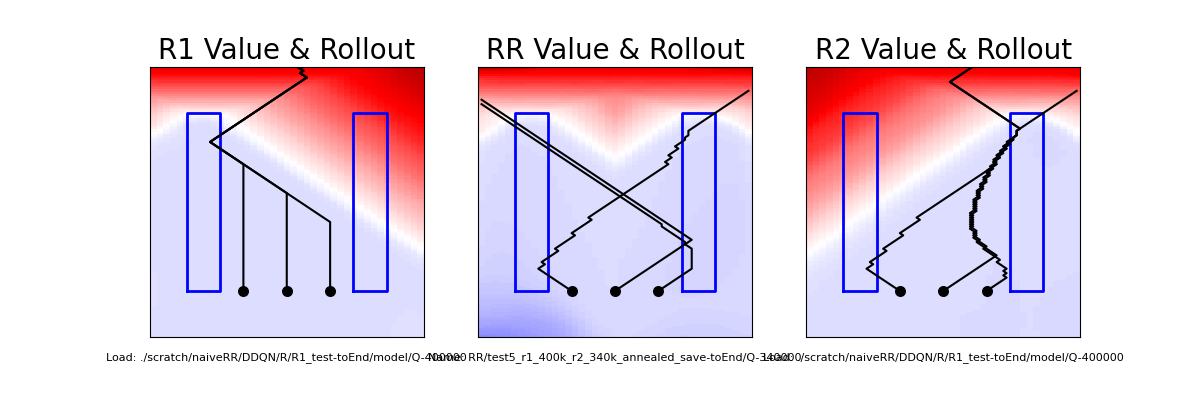 R1 Value & Rollout
RR Value & Rollout
R2 Value & Rollout
Load: ./scratch/naiveRR/DDQN/R/R1_test-toEnd/model/Q-400000
Name: RR/test5_r1_400k_r2_340k_annealed_save-toEnd/Q-340000
Load: ./scratch/naiveRR/DDQN/R/R1_test-toEnd/model/Q-400000